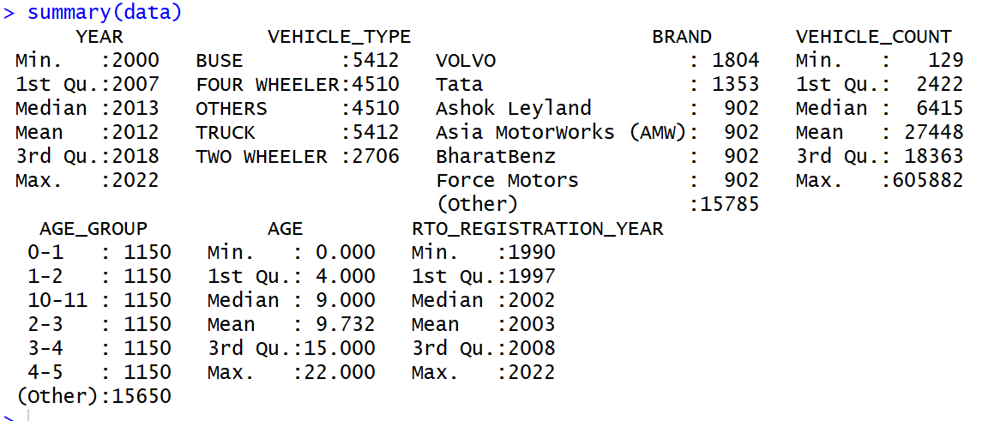 > summary(data)
      YEAR            VEHICLE_TYPE                    BRAND       VEHICLE_COUNT
 Min.   :2000   BUSE        :5412   VOLVO                : 1804   Min.   :   129
 1st Qu.:2007   FOUR WHEELER:4510   Tata                 : 1353   1st Qu.:  2422
 Median :2013   OTHERS      :4510   Ashok Leyland        :  902   Median :  6415
 Mean   :2012   TRUCK       :5412   Asia MotorWorks (AMW):  902   Mean   : 27448
 3rd Qu.:2018   TWO WHEELER :2706   BharatBenz           :  902   3rd Qu.: 18363
 Max.   :2022                       Force Motors         :  902   Max.   :605882
                                    (Other)              :15785
   AGE_GROUP          AGE         RTO_REGISTRATION_YEAR
  0-1   : 1150   Min.   : 0.000   Min.   :1990
  1-2   : 1150   1st Qu.: 4.000   1st Qu.:1997
  10-11 : 1150   Median : 9.000   Median :2002
  2-3   : 1150   Mean   : 9.732   Mean   :2003
  3-4   : 1150   3rd Qu.:15.000   3rd Qu.:2008
  4-5   : 1150   Max.   :22.000   Max.   :2022
 (Other):15650
>